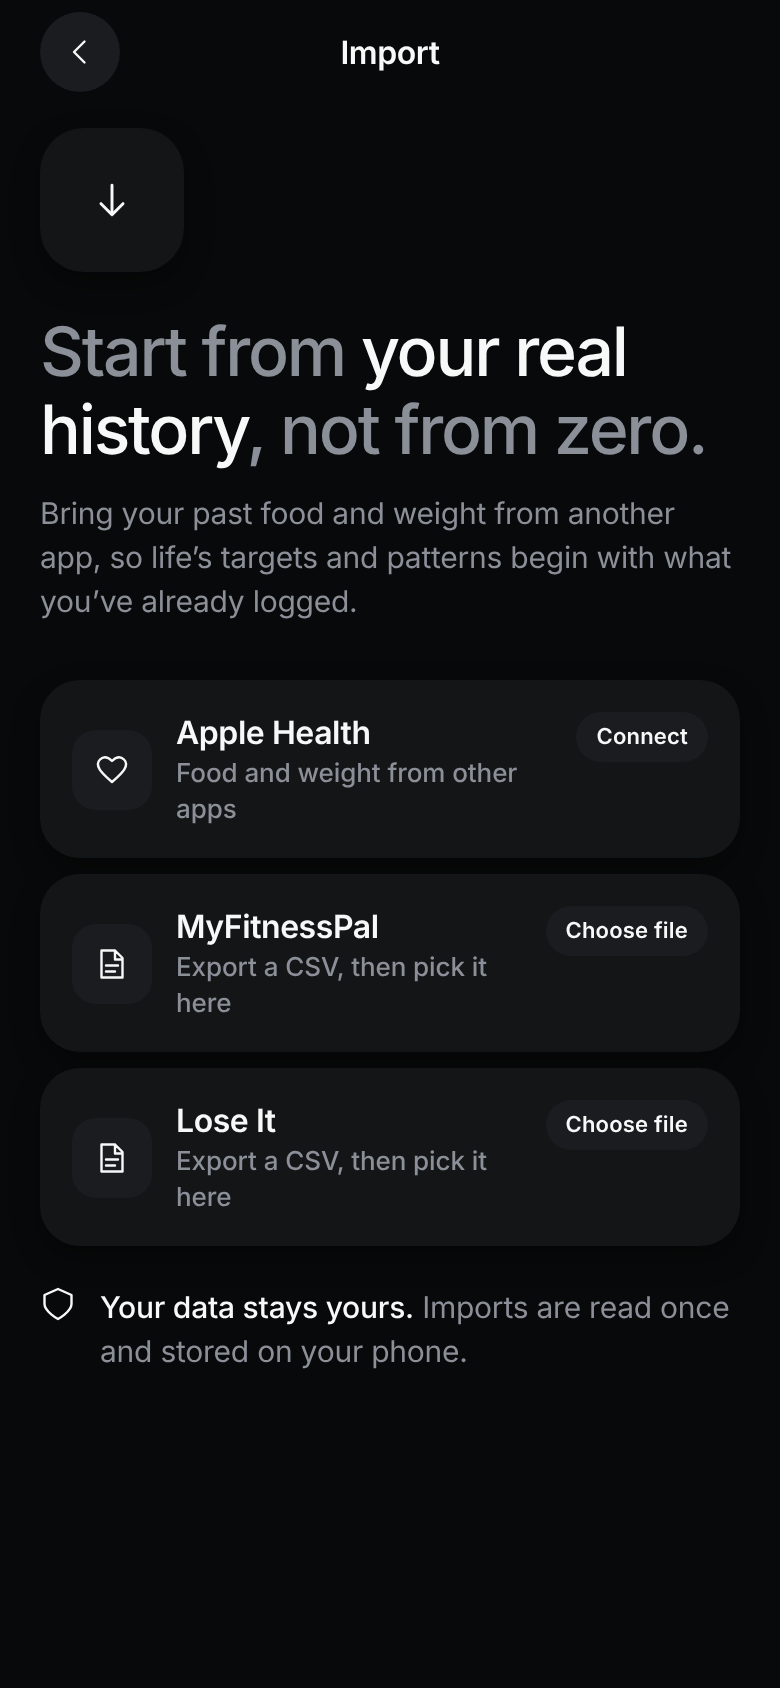 Import
Start from your real
history, not from zero.
Bring your past food and weight from another
app, so life’s targets and patterns begin with what
you’ve already logged.
Apple Health
Connect
Food and weight from other
apps
MyFitnessPal
Choose file
Export a CSV, then pick it
here
Lose It
Choose file
Export a CSV, then pick it
here
Your data stays yours. Imports are read once
and stored on your phone.